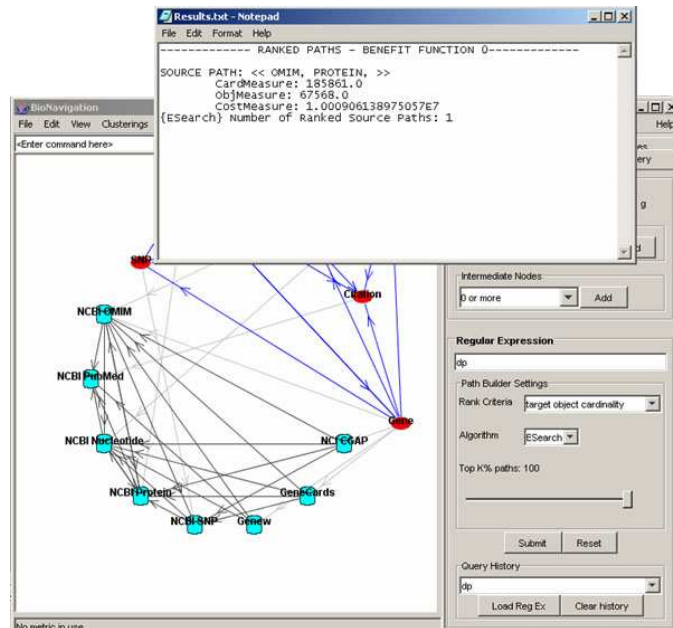 Results.txt - Notepad
File Edit Format Help
------------- RANKED PATHS - BENEFIT FUNCTION 0-------------
SOURCE PATH: << OMIM, PROTEIN, >>
CardMeasure: 185861.0
ObjMeasure: 67568.0
CostMeasure: 1.000906138975057E7
{ESearch} Number of Ranked Source Paths: 1
BioNavigation
File Edit View Clusterings
Help
<Enter command here>
ery
g
d
SNP
Citation
NCBI OMIM
NCBI PubMed
Gene
NCBI Nucleotide
NCI CGAP
NCBI Protein
GeneCards
NCBI SNP
Genew
Intermediate Nodes
0 or more
Add
Regular Expression
dp
Path Builder Settings
Rank Criteria
target object cardinality
Algorithm
ESearch
Top K% paths: 100
Submit
Reset
Query History
dp
Load Reg Ex
Clear history
No metric in use